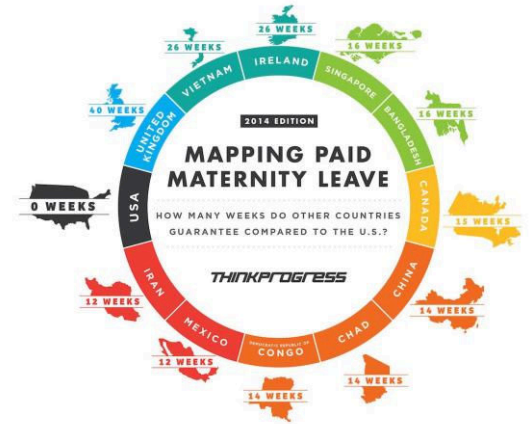 2014 EDITION
MAPPING PAID
MATERNITY LEAVE
HOW MANY WEEKS DO OTHER COUNTRIES
GUARANTEE COMPARED TO THE U.S.?
THINKPROGRESS
USA
0 WEEKS
UNITED
KINGDOM
40 WEEKS
VIETNAM
26 WEEKS
IRELAND
26 WEEKS
SINGAPORE
16 WEEKS
BANGLADESH
16 WEEKS
CANADA
15 WEEKS
CHINA
14 WEEKS
CHAD
14 WEEKS
DEMOCRATIC REPUBLIC OF
CONGO
14 WEEKS
MEXICO
12 WEEKS
IRAN
12 WEEKS